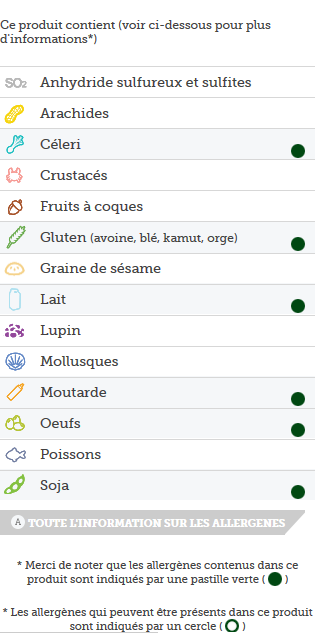 Ce produit contient (voir ci-dessous pour plus
d'informations*)
SO2 Anhydride sulfureux et sulfites
Arachides
Céleri
Crustacés
Fruits à coques
Gluten (avoine, blé, kamut, orge)
Graine de sésame
Lait
Lupin
Mollusques
Moutarde
Oeufs
Poissons
Soja
A TOUTE L'INFORMATION SUR LES ALLERGENES
* Merci de noter que les allergènes contenus dans ce
produit sont indiqués par une pastille verte ( )
* Les allergènes qui peuvent être présents dans ce produit
sont indiqués par un cercle ( )